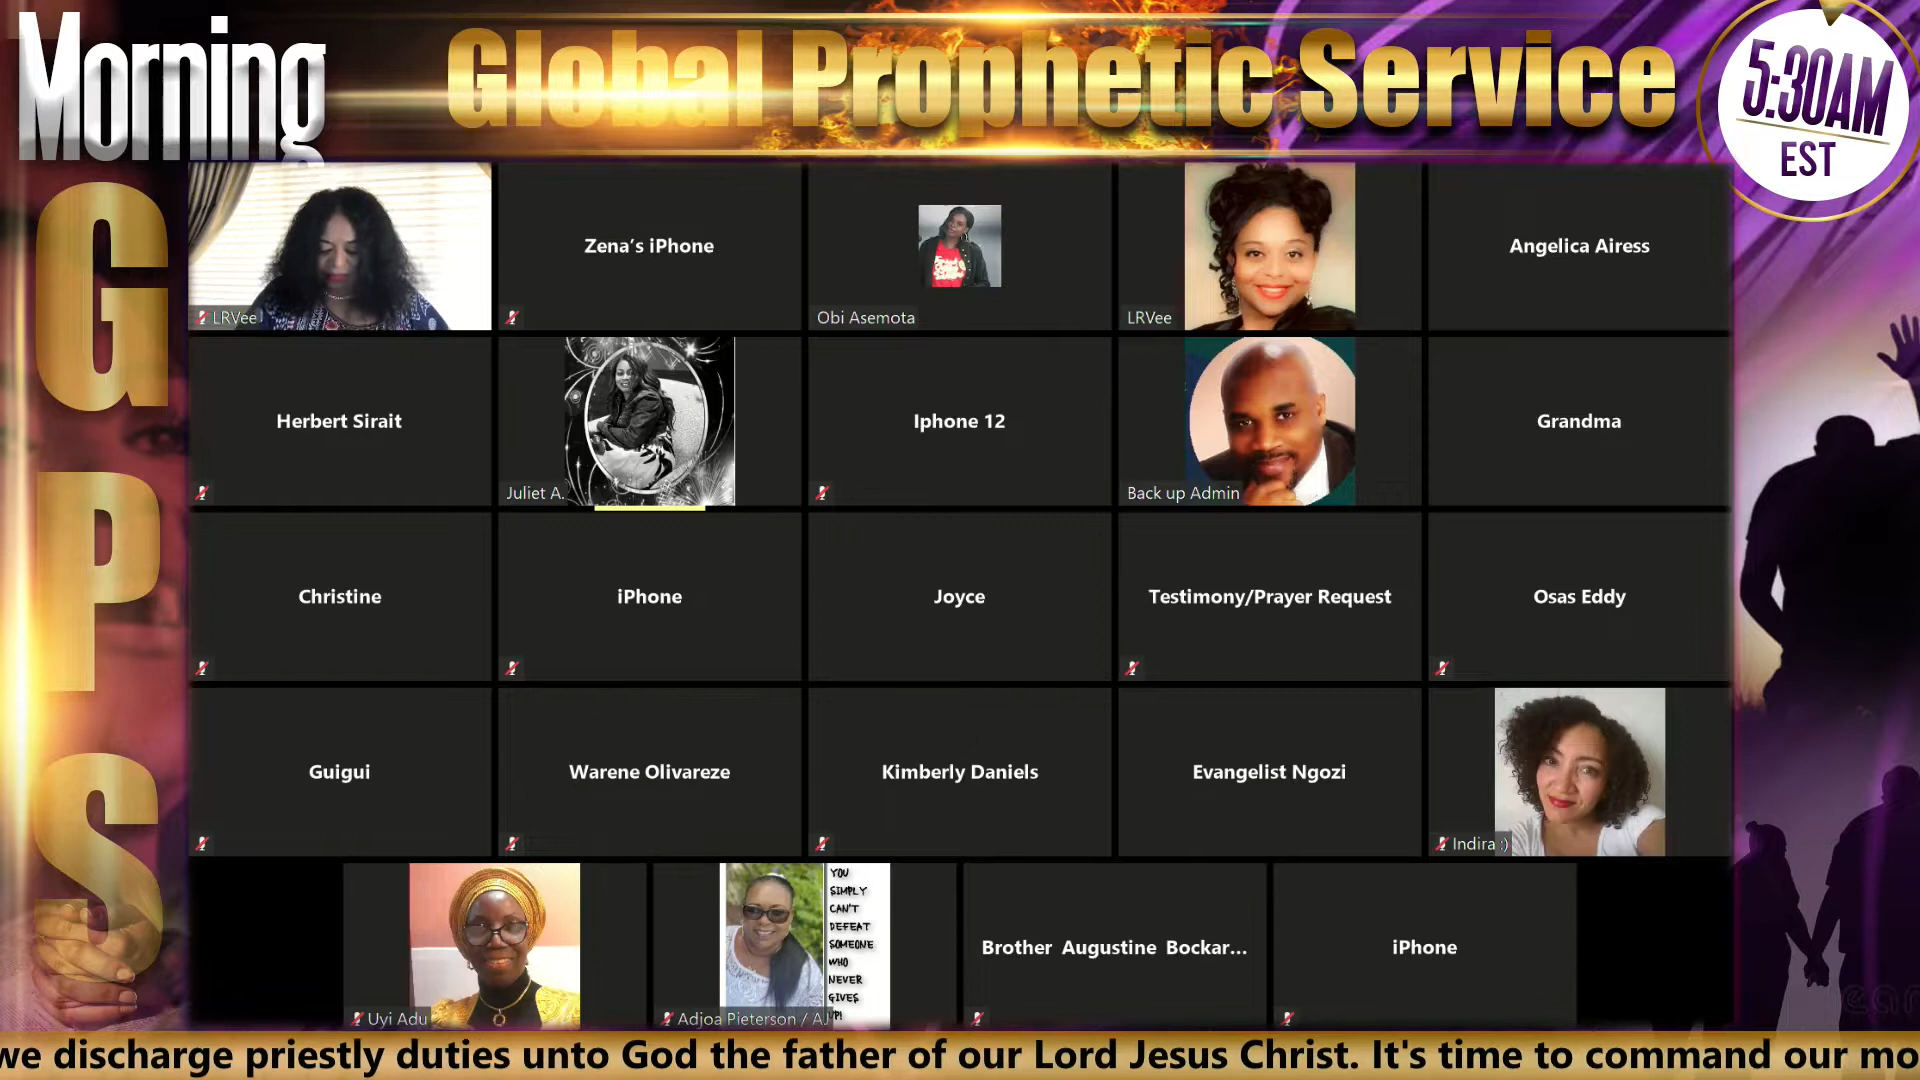 Morning
Global Prophetic Service
5:30AM
EST
G
P
S
LRVee
Zena's iPhone
Obi Asemota
LRVee
Angelica Airess
Herbert Sirait
Juliet A.
Iphone 12
Back up Admin
Grandma
Christine
iPhone
Joyce
Testimony/Prayer Request
Osas Eddy
Guigui
Warene Olivareze
Kimberly Daniels
Evangelist Ngozi
Indira :)
Uyi Adu
YOU
SIMPLY
CAN'T
DEFEAT
SOMEONE
WHO
NEVER
GIVES
UP!
Adjoa Pieterson / AJ
Brother Augustine Bockar...
iPhone
we discharge priestly duties unto God the father of our Lord Jesus Christ. It's time to command our mo